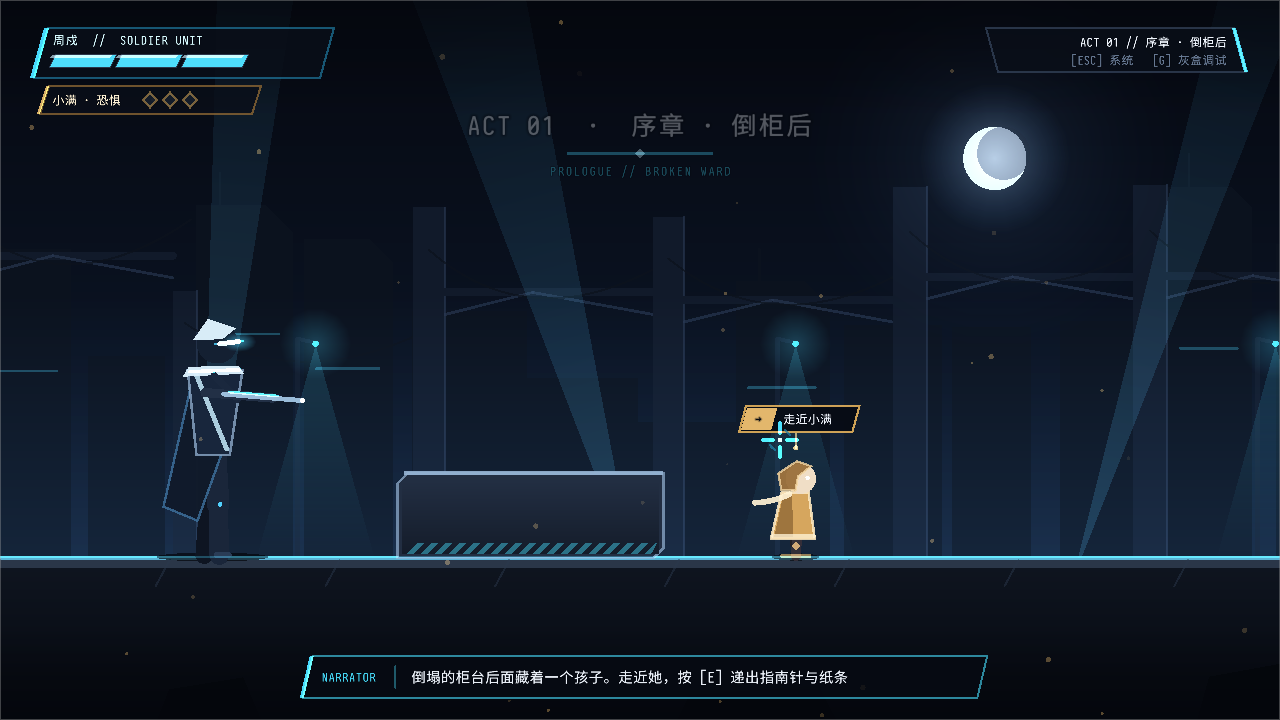 周戍 // SOLDIER UNIT
小满 · 恐惧
ACT 01 // 序章 · 倒柜后
[ESC] 系统 [G] 灰盒调试
ACT 01 · 序章 · 倒柜后
PROLOGUE // BROKEN WARD
走近小满
NARRATOR 倒塌的柜台后面藏着一个孩子。走近她，按 [E] 递出指南针与纸条